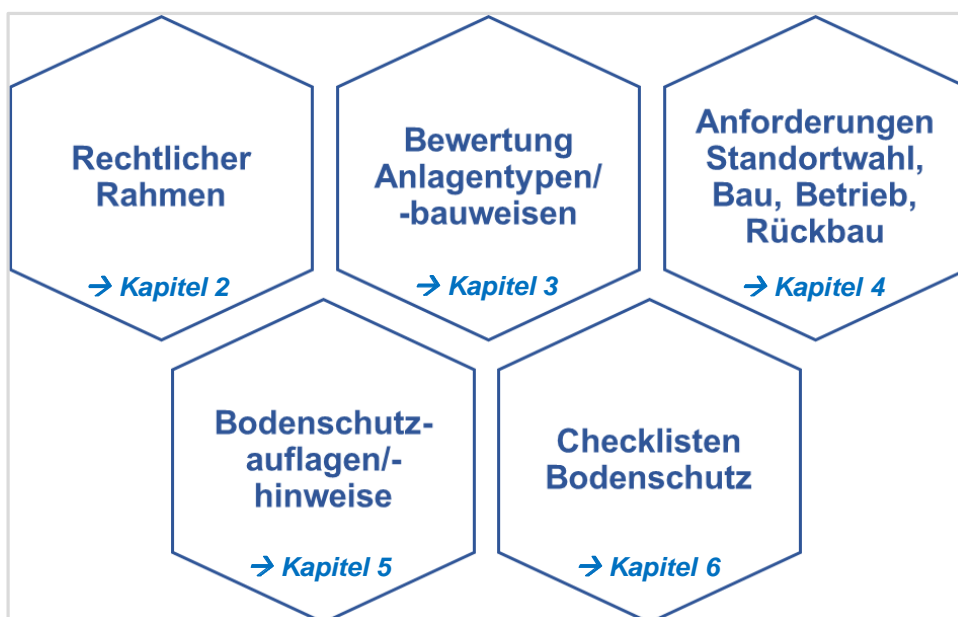 Rechtlicher
Rahmen
→ Kapitel 2
Bewertung
Anlagentypen/
-bauweisen
→ Kapitel 3
Anforderungen
Standortwahl,
Bau, Betrieb,
Rückbau
→ Kapitel 4
Bodenschutz-
auflagen/-
hinweise
→ Kapitel 5
Checklisten
Bodenschutz
→ Kapitel 6